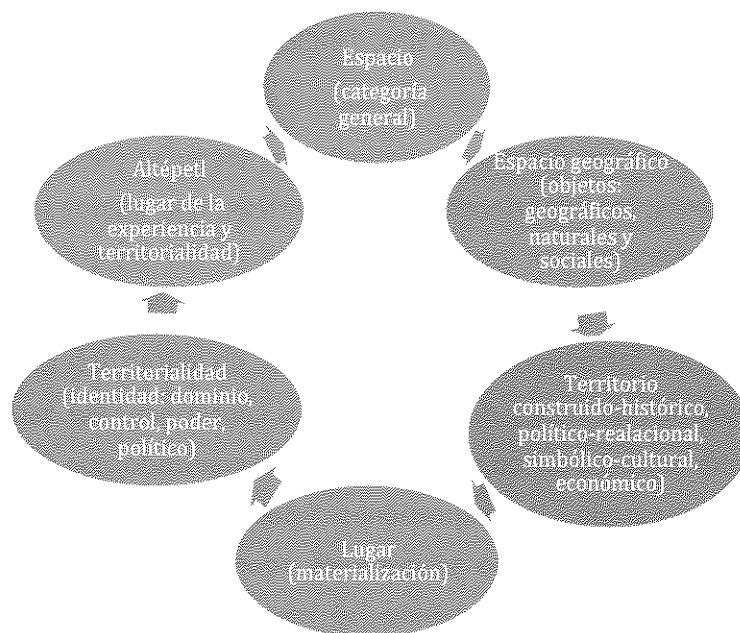 Espacio
(categoría
general)
Espacio geográfico
(objetos:
geográficos,
naturales y
sociales)
Territorio
construido-histórico,
político-realacional,
simbólico-cultural,
económico)
Lugar
(materialización)
Territorialidad
(identidad: dominio,
control, poder,
político)
Altépetl
(lugar de la
experiencia y
territorialidad)